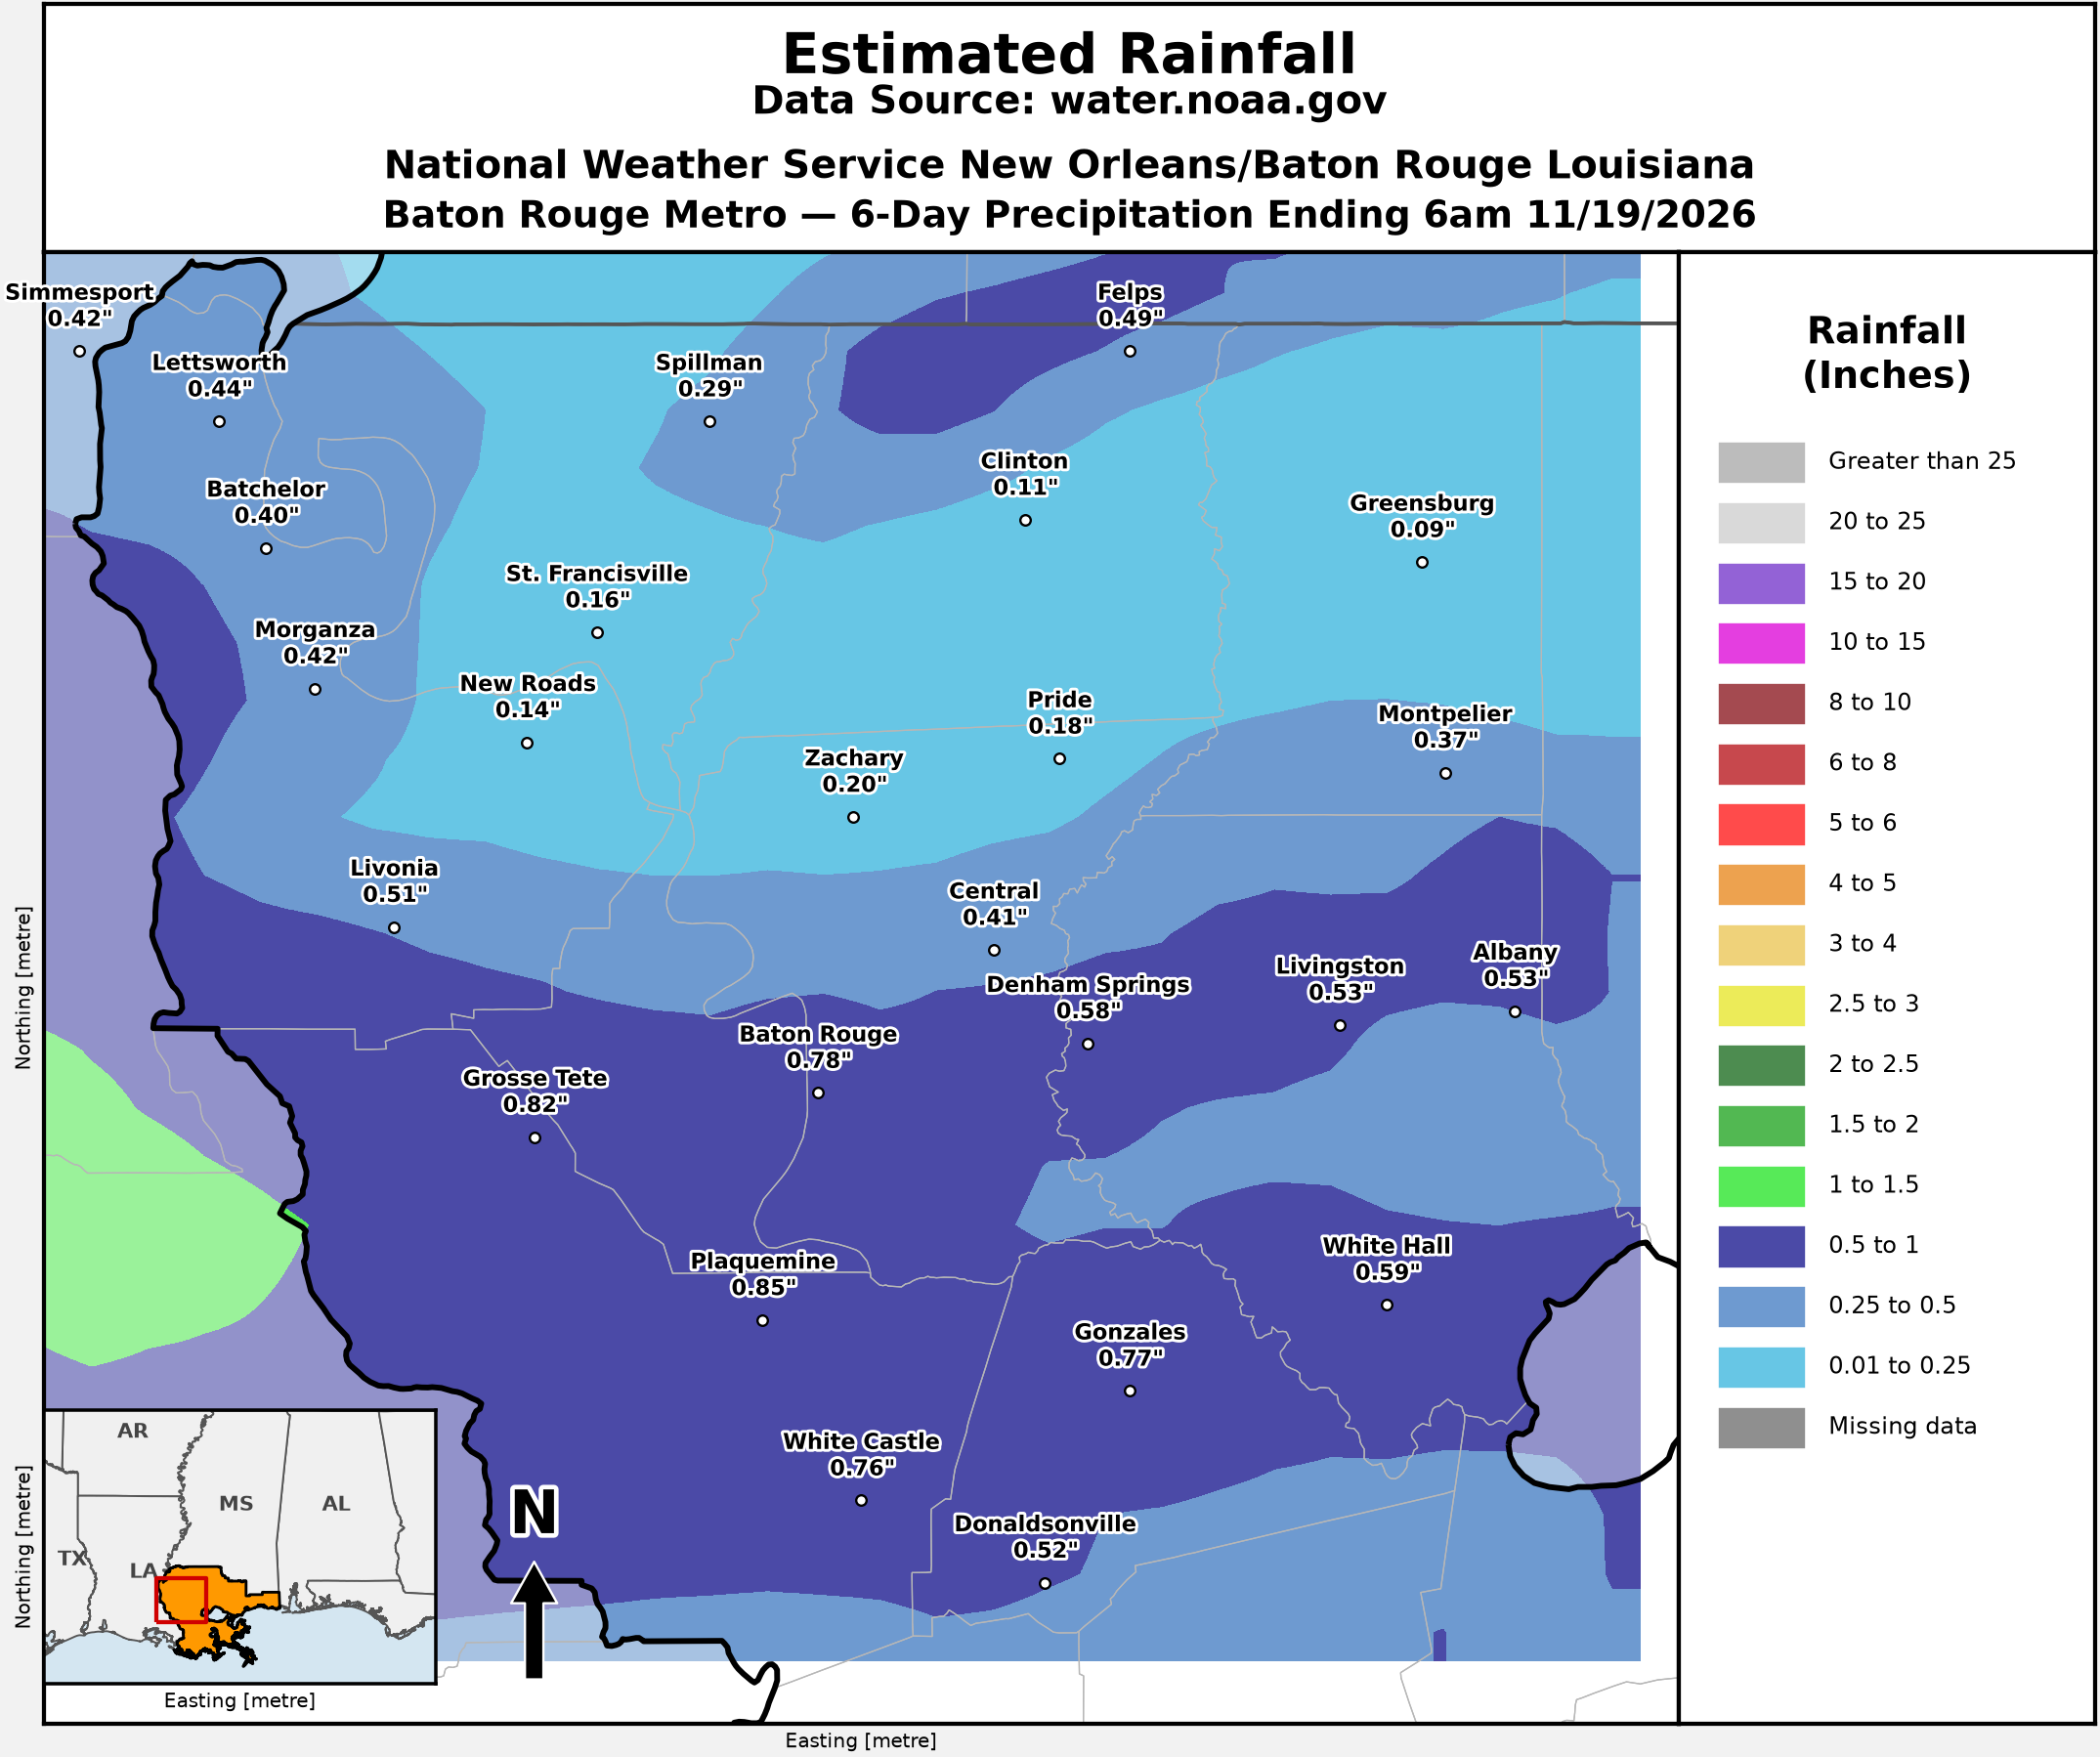 Estimated Rainfall
Data Source: water.noaa.gov
National Weather Service New Orleans/Baton Rouge Louisiana
Baton Rouge Metro — 6-Day Precipitation Ending 6am 11/19/2026
Simmesport
0.42"
Felps
0.49"
Lettsworth
0.44"
Spillman
0.29"
Clinton
0.11"
Batchelor
0.40"
Greensburg
0.09"
St. Francisville
0.16"
Morganza
0.42"
New Roads
0.14"
Pride
0.18"
Montpelier
0.37"
Zachary
0.20"
Livonia
0.51"
Central
0.41"
Albany
0.53"
Livingston
0.53"
Denham Springs
0.58"
Baton Rouge
0.78"
Grosse Tete
0.82"
White Hall
0.59"
Plaquemine
0.85"
Gonzales
0.77"
White Castle
0.76"
Donaldsonville
0.52"
N
AR
MS
AL
TX
LA
Northing [metre]
Northing [metre]
Easting [metre]
Easting [metre]
Rainfall
(Inches)
Greater than 25
20 to 25
15 to 20
10 to 15
8 to 10
6 to 8
5 to 6
4 to 5
3 to 4
2.5 to 3
2 to 2.5
1.5 to 2
1 to 1.5
0.5 to 1
0.25 to 0.5
0.01 to 0.25
Missing data